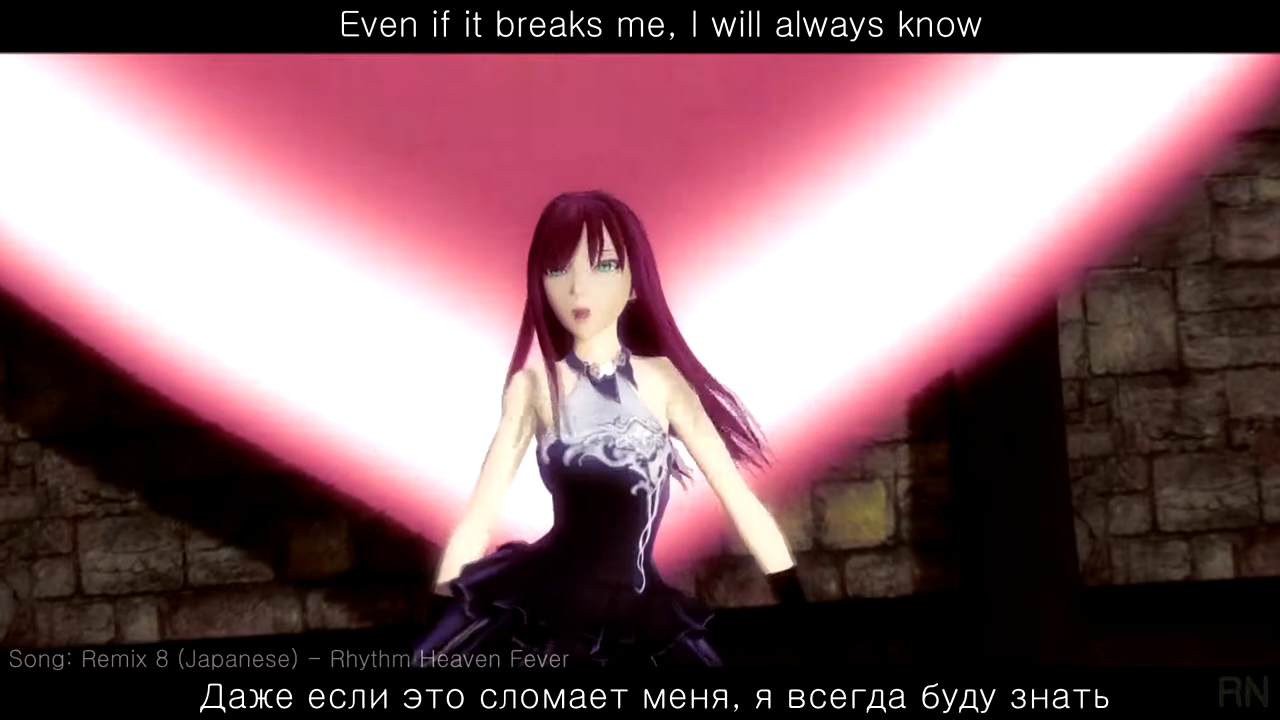 Even if it breaks me, I will always know
Song: Remix 8 (Japanese) - Rhythm Heaven Fever
Даже если это сломает меня, я всегда буду знать
RN